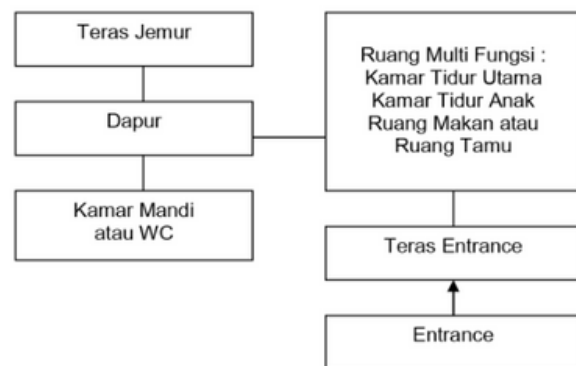 Teras Jemur
Dapur
Kamar Mandi
atau WC
Ruang Multi Fungsi :
Kamar Tidur Utama
Kamar Tidur Anak
Ruang Makan atau
Ruang Tamu
Teras Entrance
Entrance